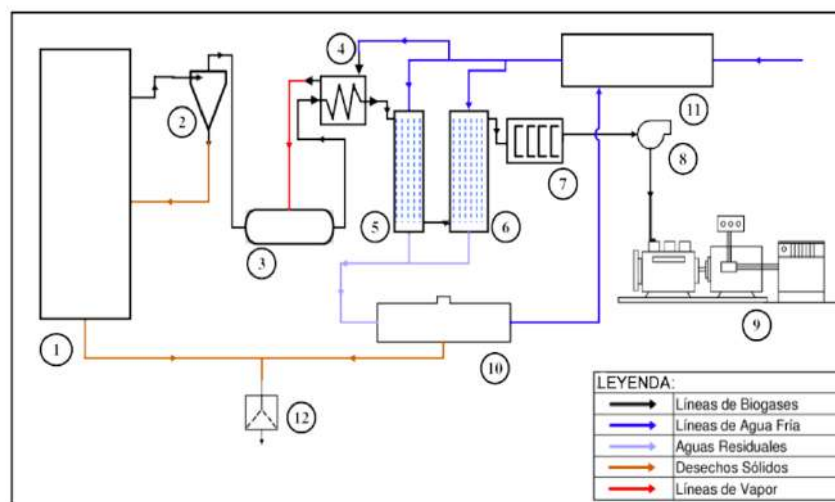 4
11
2
8
7
5
6
3
9
1
10
12
LEYENDA:
Líneas de Biogases
Líneas de Agua Fría
Aguas Residuales
Desechos Sólidos
Líneas de Vapor